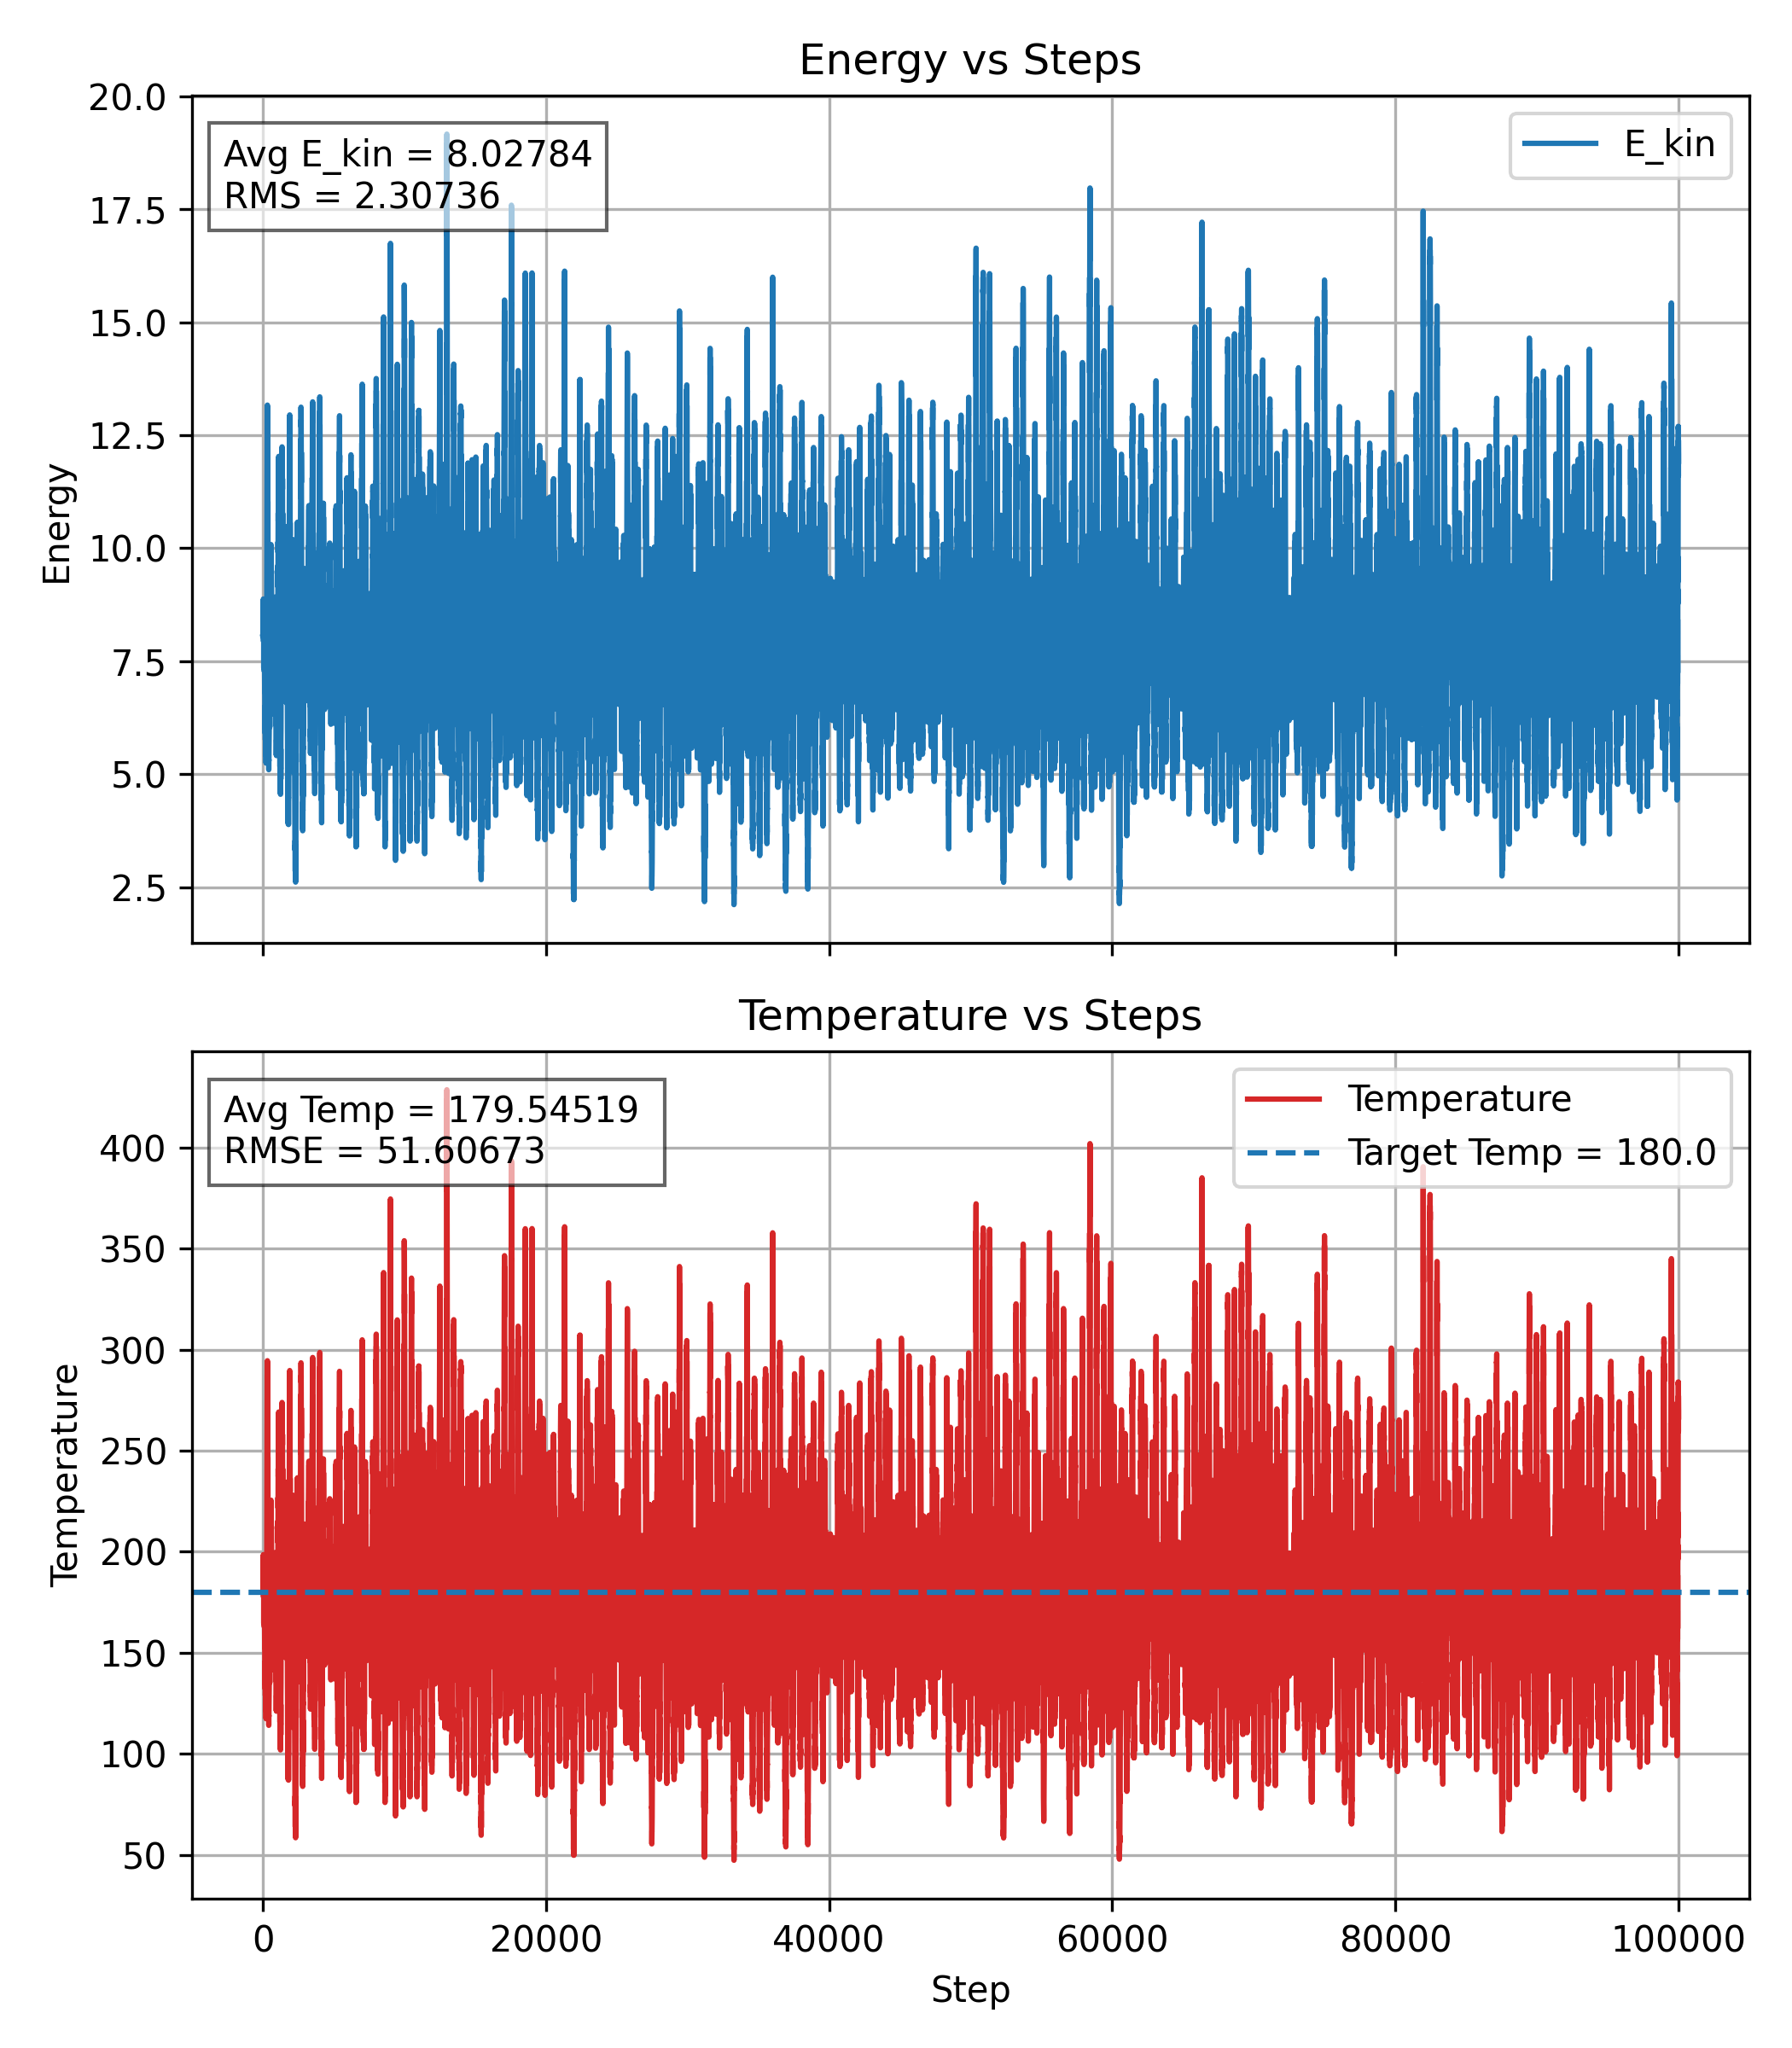 Energy vs Steps
20.0
17.5
15.0
12.5
10.0
7.5
5.0
2.5
Energy
Avg E_kin = 8.02784
RMS = 2.30736
E_kin
Temperature vs Steps
400
350
300
250
200
150
100
50
Temperature
Avg Temp = 179.54519
RMSE = 51.60673
Temperature
Target Temp = 180.0
0 20000 40000 60000 80000 100000
Step